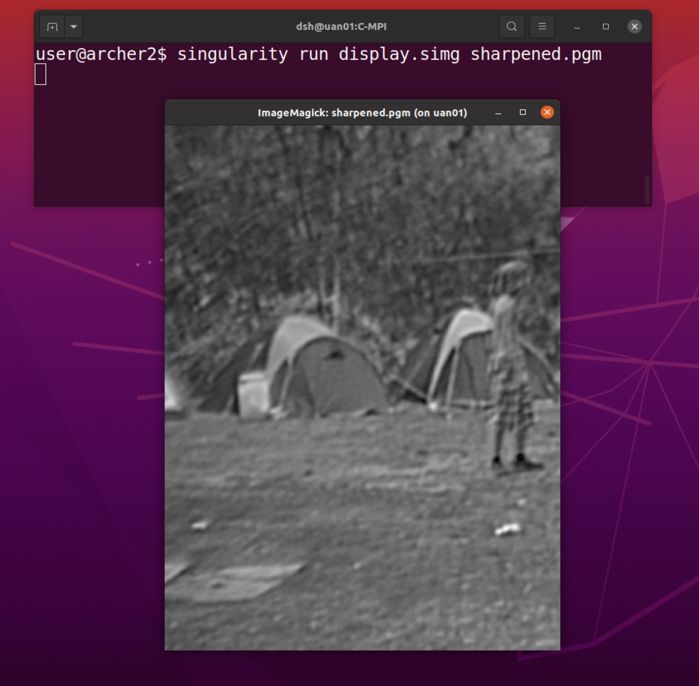 dsh@uan01:C-MPI
user@archer2$ singularity run display.simg sharpened.pgm
ImageMagick: sharpened.pgm (on uan01)